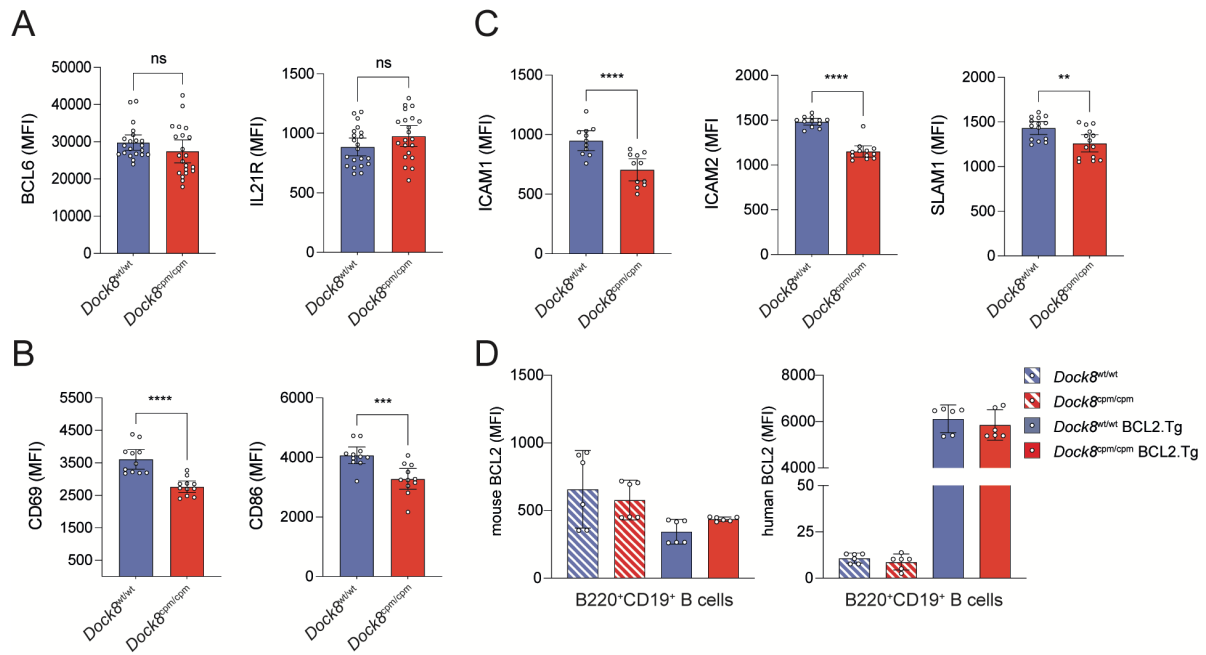 A
BCL6 (MFI)
50000
40000
30000
20000
10000
0
ns
Dock8wt/wt
Dock8cpm/cpm
IL21R (MFI)
1500
1000
500
0
ns
Dock8wt/wt
Dock8cpm/cpm
C
ICAM1 (MFI)
1500
1000
500
0
****
Dock8wt/wt
Dock8cpm/cpm
ICAM2 (MFI)
2000
1500
1000
500
0
****
Dock8wt/wt
Dock8cpm/cpm
SLAM1 (MFI)
2000
1500
1000
500
0
**
Dock8wt/wt
Dock8cpm/cpm
B
CD69 (MFI)
5500
4500
3500
2500
1500
500
****
Dock8wt/wt
Dock8cpm/cpm
CD86 (MFI)
6000
4000
2000
0
***
Dock8wt/wt
Dock8cpm/cpm
D
mouse BCL2 (MFI)
1500
1000
500
0
B220+CD19+ B cells
human BCL2 (MFI)
8000
6000
4000
50
25
0
B220+CD19+ B cells
Dock8wt/wt
Dock8cpm/cpm
Dock8wt/wt BCL2.Tg
Dock8cpm/cpm BCL2.Tg